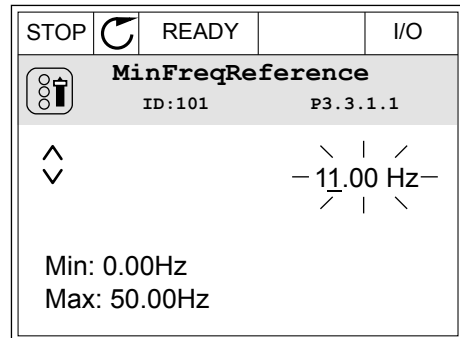 STOP READY I/O
MinFreqReference
ID:101 P3.3.1.1
11.00 Hz
Min: 0.00Hz
Max: 50.00Hz